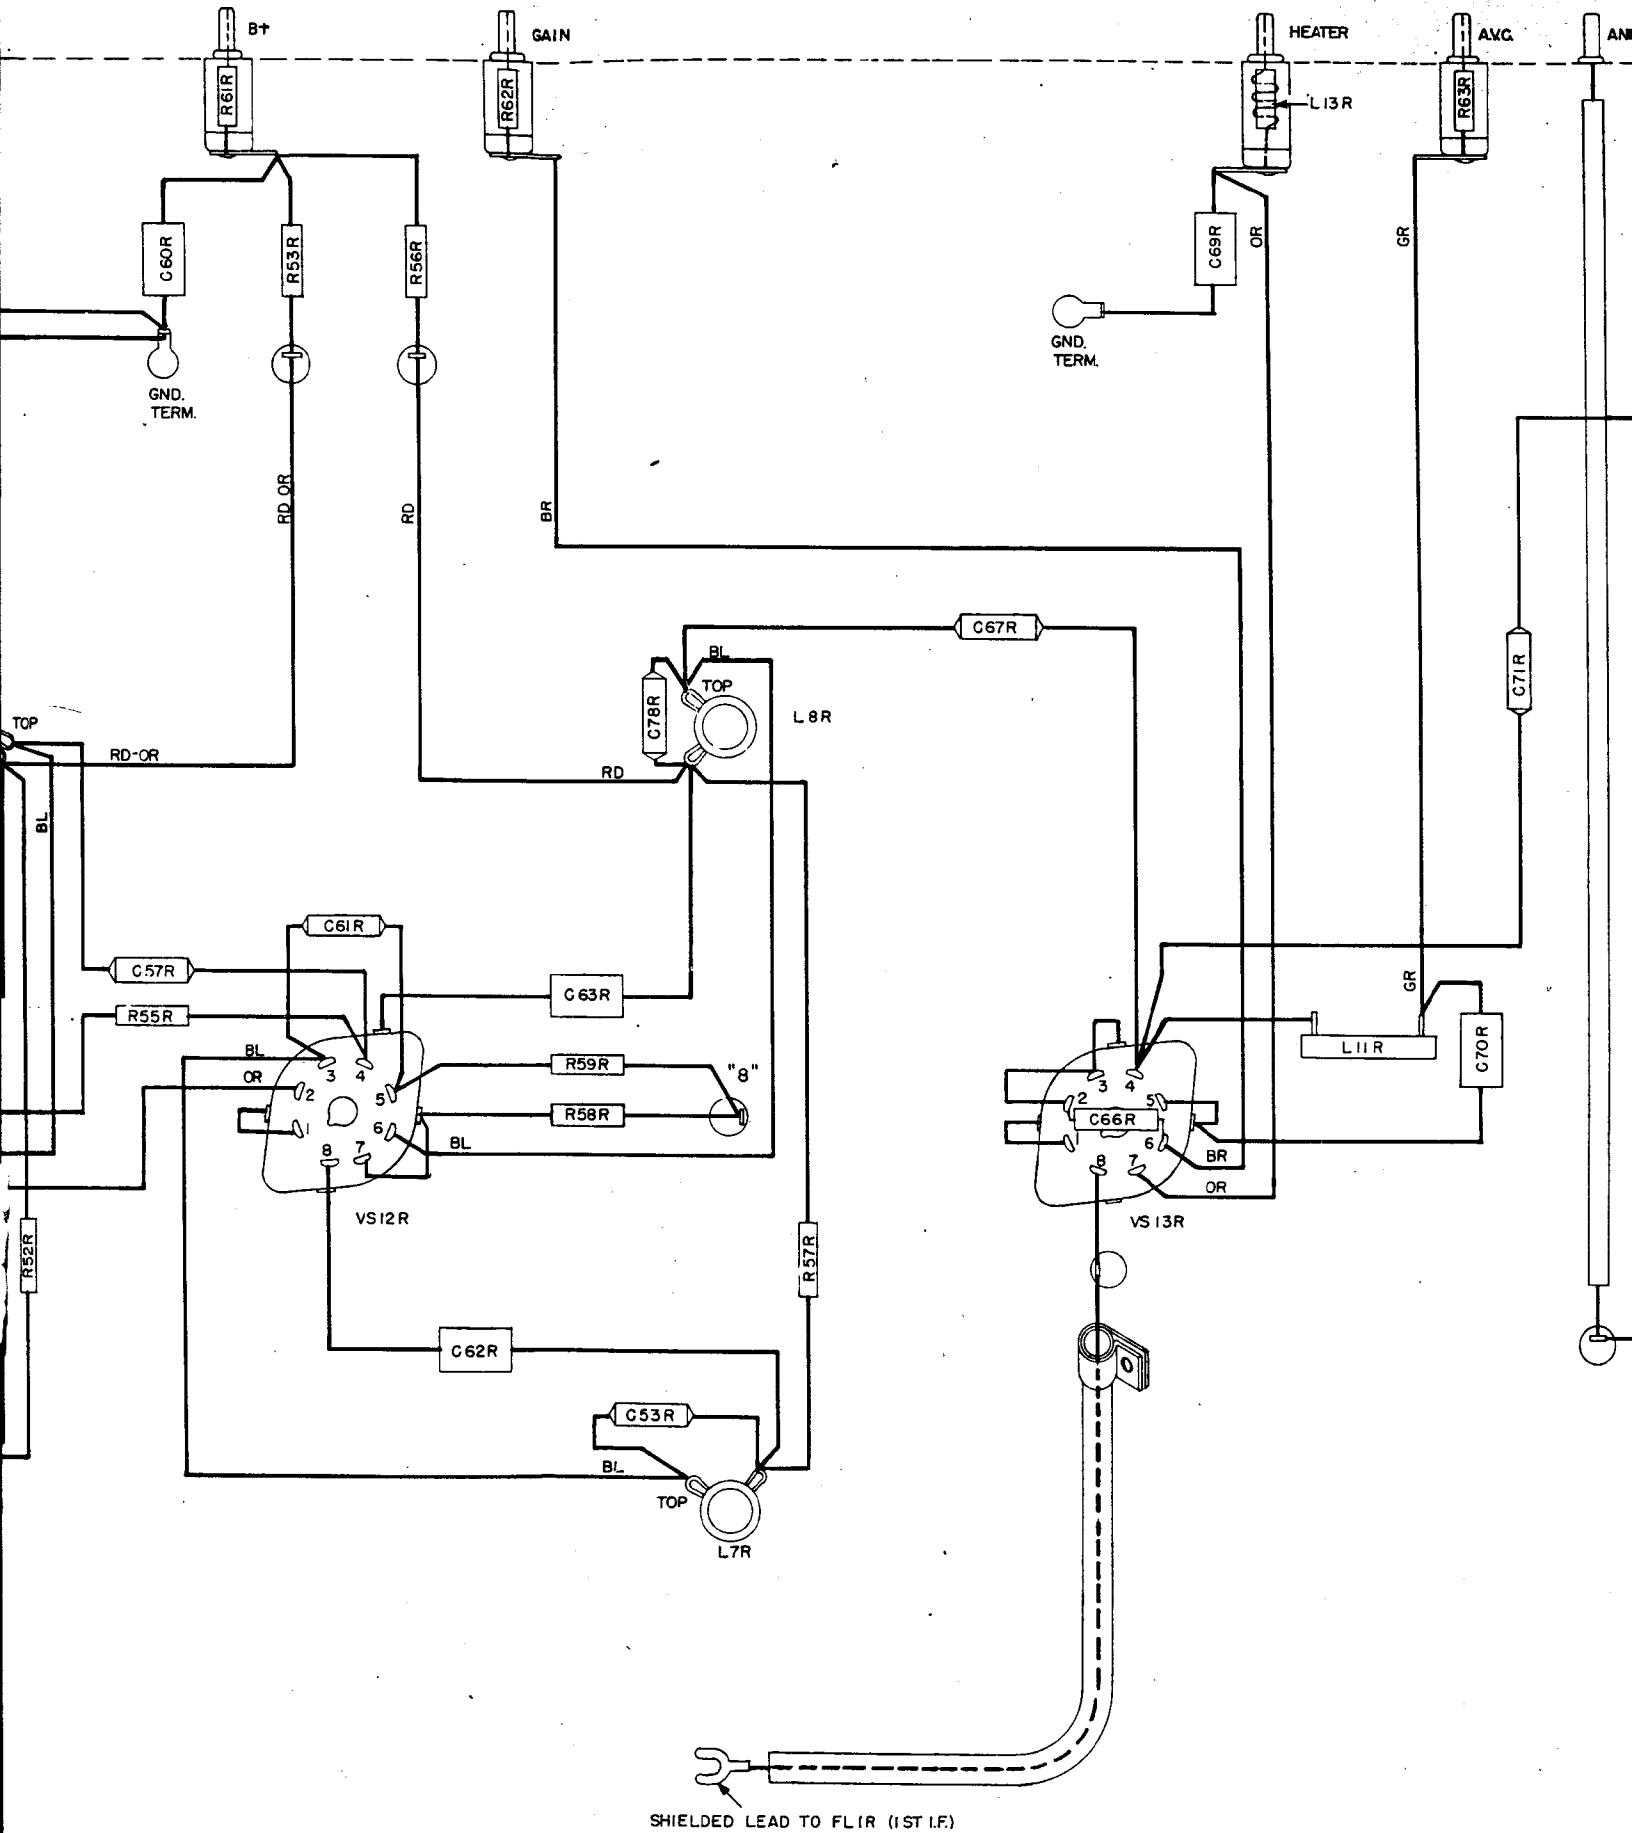 B+
GAIN
HEATER
A.V.C.
R61R
R62R
L13R
R63R
C60R
R53R
R56R
C69R
OR
GR
GND.
TERM.
GND.
TERM.
RD OR
RD
BR
C67R
BL
TOP
C78R
L8R
C71R
TOP
RD-OR
RD
BL
C61R
C57R
C63R
GR
R55R
BL
3
4
R59R
"8"
L11R
C70R
OR
2
5
R58R
1
6
BL
8
7
3
4
2
5
C66R
1
6
BR
8
7
OR
VS12R
VS13R
R52R
R57R
C62R
C53R
BL
TOP
L7R
SHIELDED LEAD TO FL1R (1ST I.F.)